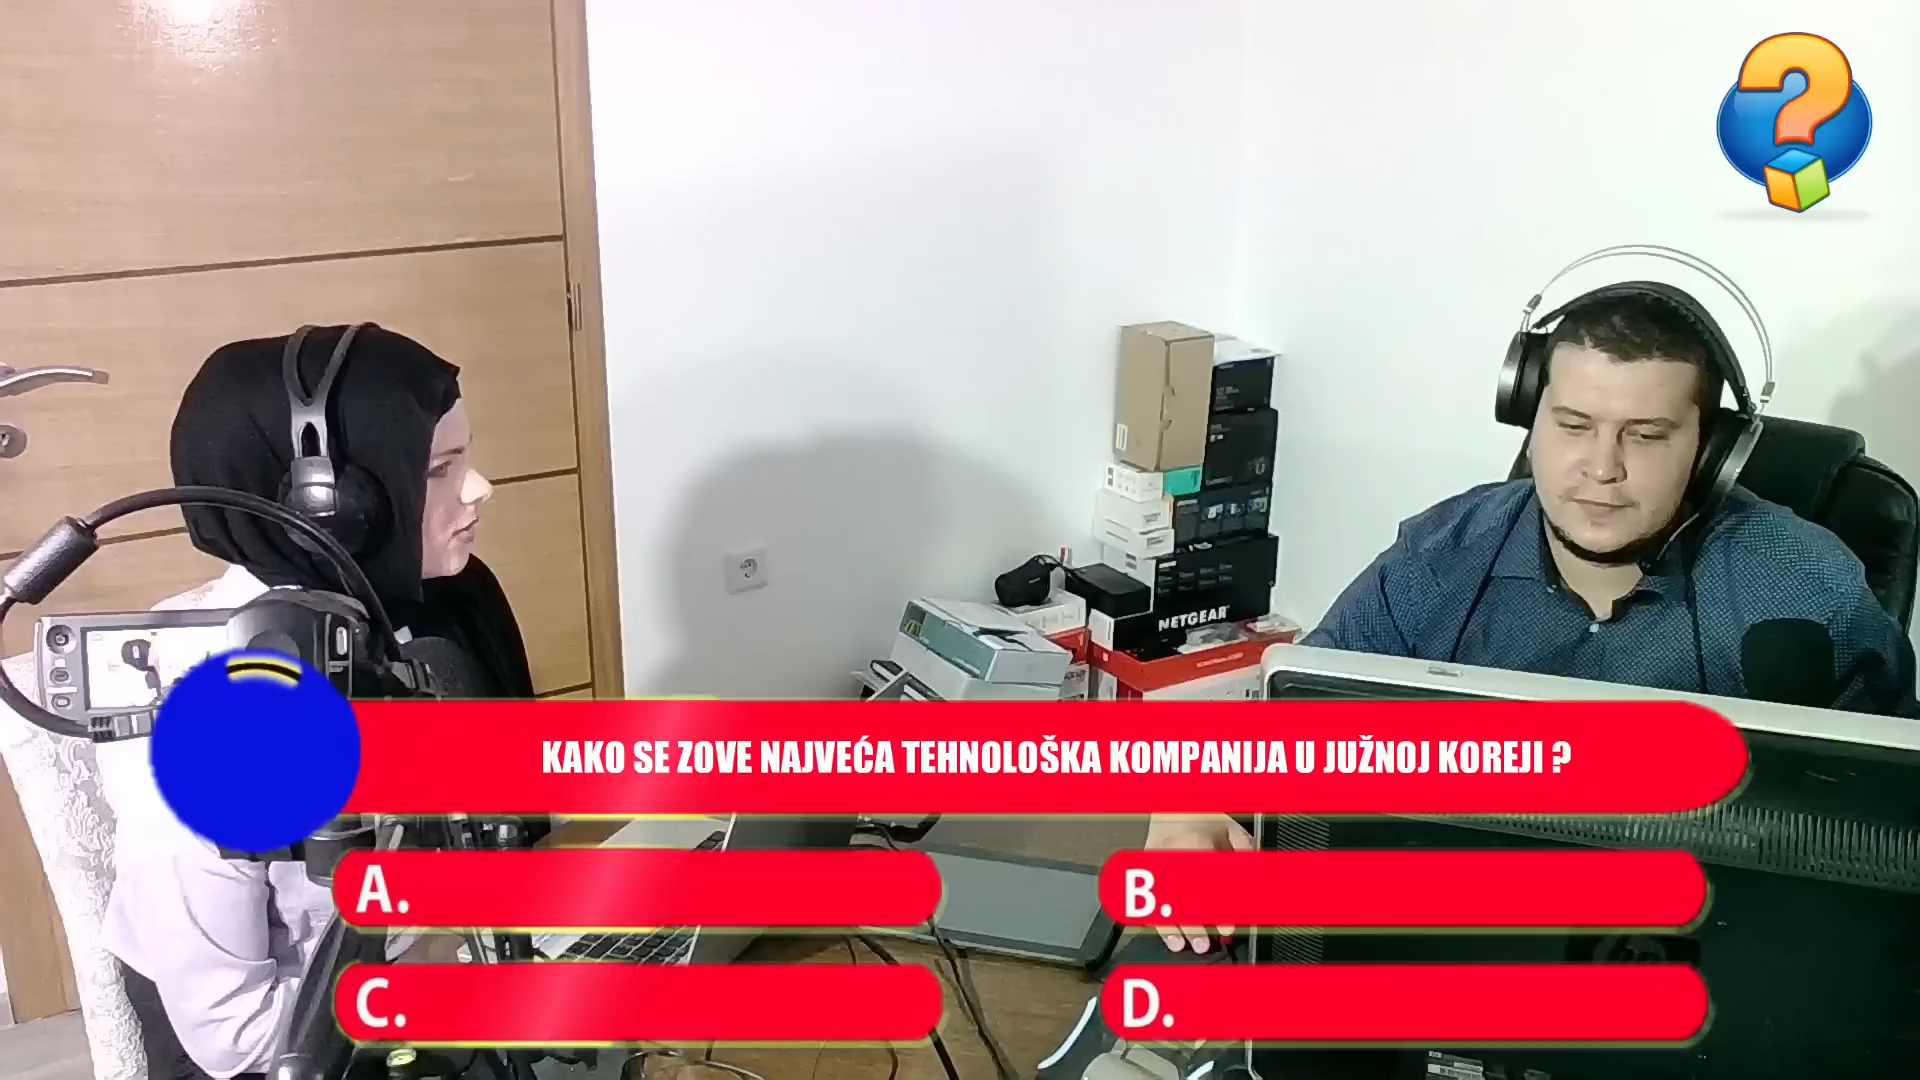 NETGEAR
KAKO SE ZOVE NAJVEĆA TEHNOLOŠKA KOMPANIJA U JUŽNOJ KOREJI ?
A.
B.
C.
D.